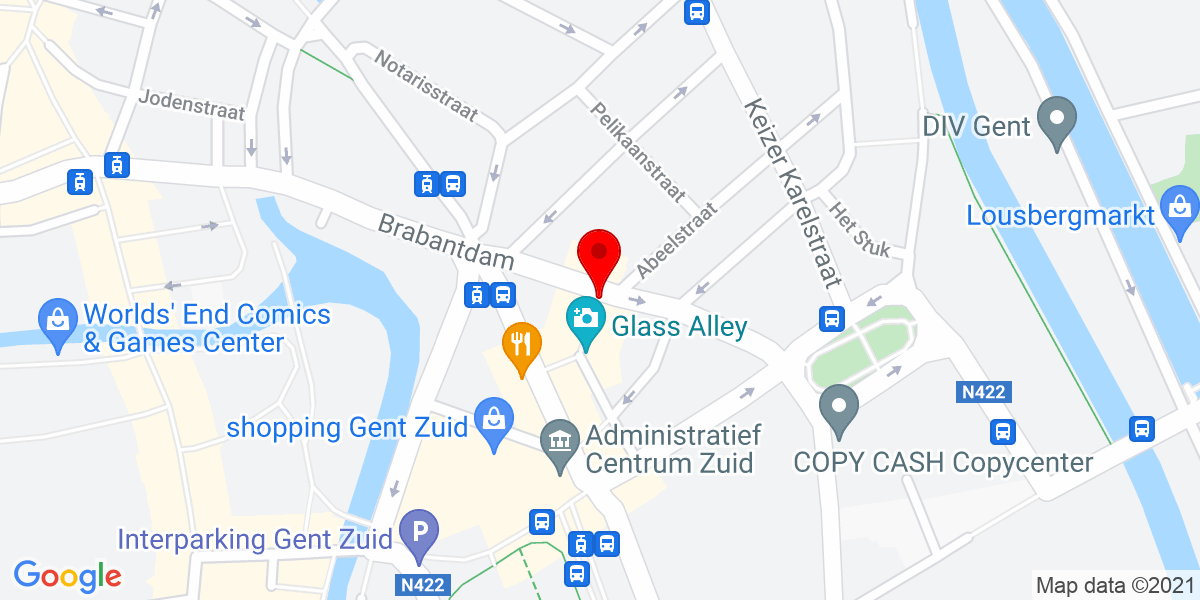 Notarisstraat
Jodenstraat
Pelikaanstraat
Keizer Karelstraat
DIV Gent
Lousbergmarkt
Het Stuk
Brabantdam
Abeelstraat
Worlds' End Comics
& Games Center
Glass Alley
N422
shopping Gent Zuid
Administratief
Centrum Zuid
COPY CASH Copycenter
Interparking Gent Zuid
P
N422
Google
Map data ©2021